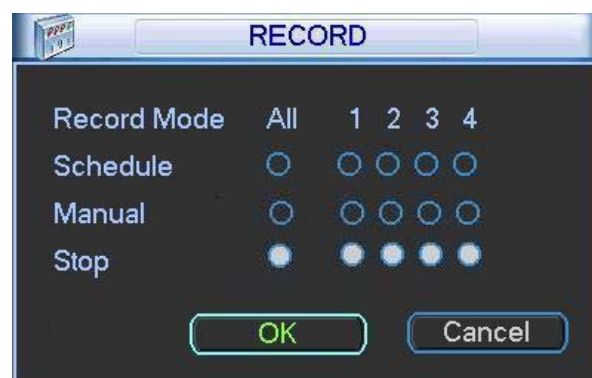 RECORD
Record Mode All 1 2 3 4
Schedule
Manual
Stop
OK Cancel